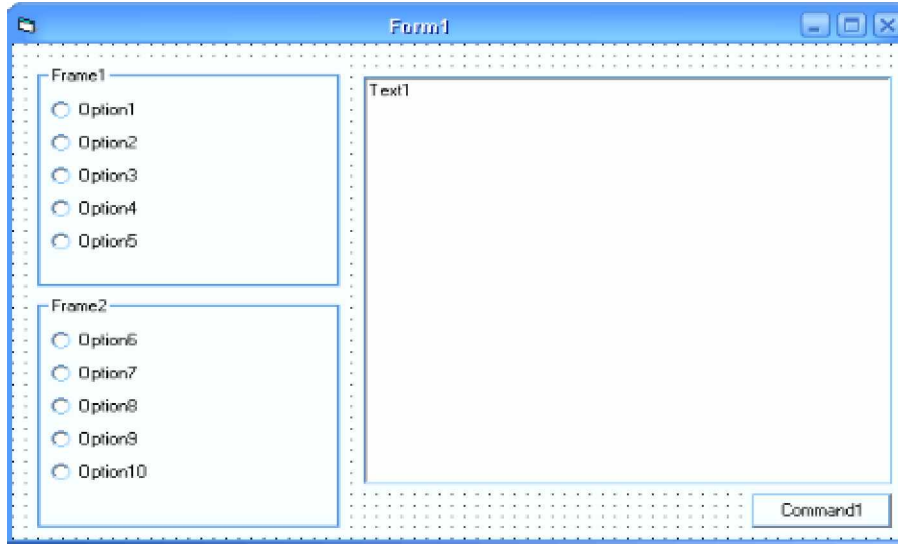 Form1
Frame1
Option1
Option2
Option3
Option4
Option5
Frame2
Option6
Option7
Option8
Option9
Option10
Text1
Command1